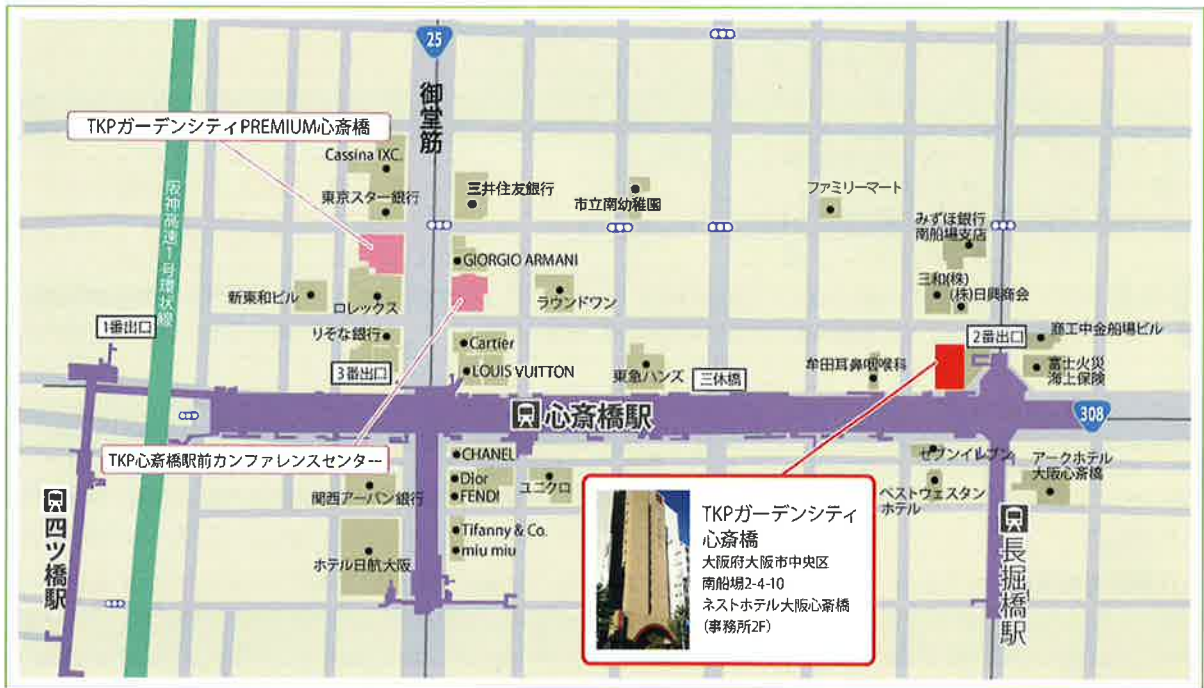 25
御堂筋
TKPガーデンシティPREMIUM心斎橋
Cassina IXC.
東京スター銀行
三井住友銀行
市立南幼稚園
ファミリーマート
みずほ銀行
南船場支店
阪神高速1号環状線
GIORGIO ARMANI
新東和ビル
ロレックス
ラウンドワン
三和(株)
(株)日興商会
1番出口
りそな銀行
Cartier
2番出口
商工中金船場ビル
3番出口
LOUIS VUITTON
東急ハンズ
三休橋
牟田耳鼻咽喉科
富士火災
海上保険
心斎橋駅
308
TKP心斎橋駅前カンファレンスセンター
CHANEL
セブンイレブン
アークホテル
大阪心斎橋
関西アーバン銀行
Dior
FENDI
ユニクロ
ベストウェスタン
ホテル
四ツ橋駅
Tifanny & Co.
miu miu
ホテル日航大阪
長堀橋駅
TKPガーデンシティ
心斎橋
大阪府大阪市中央区
南船場2-4-10
ネストホテル大阪心斎橋
(事務所2F)